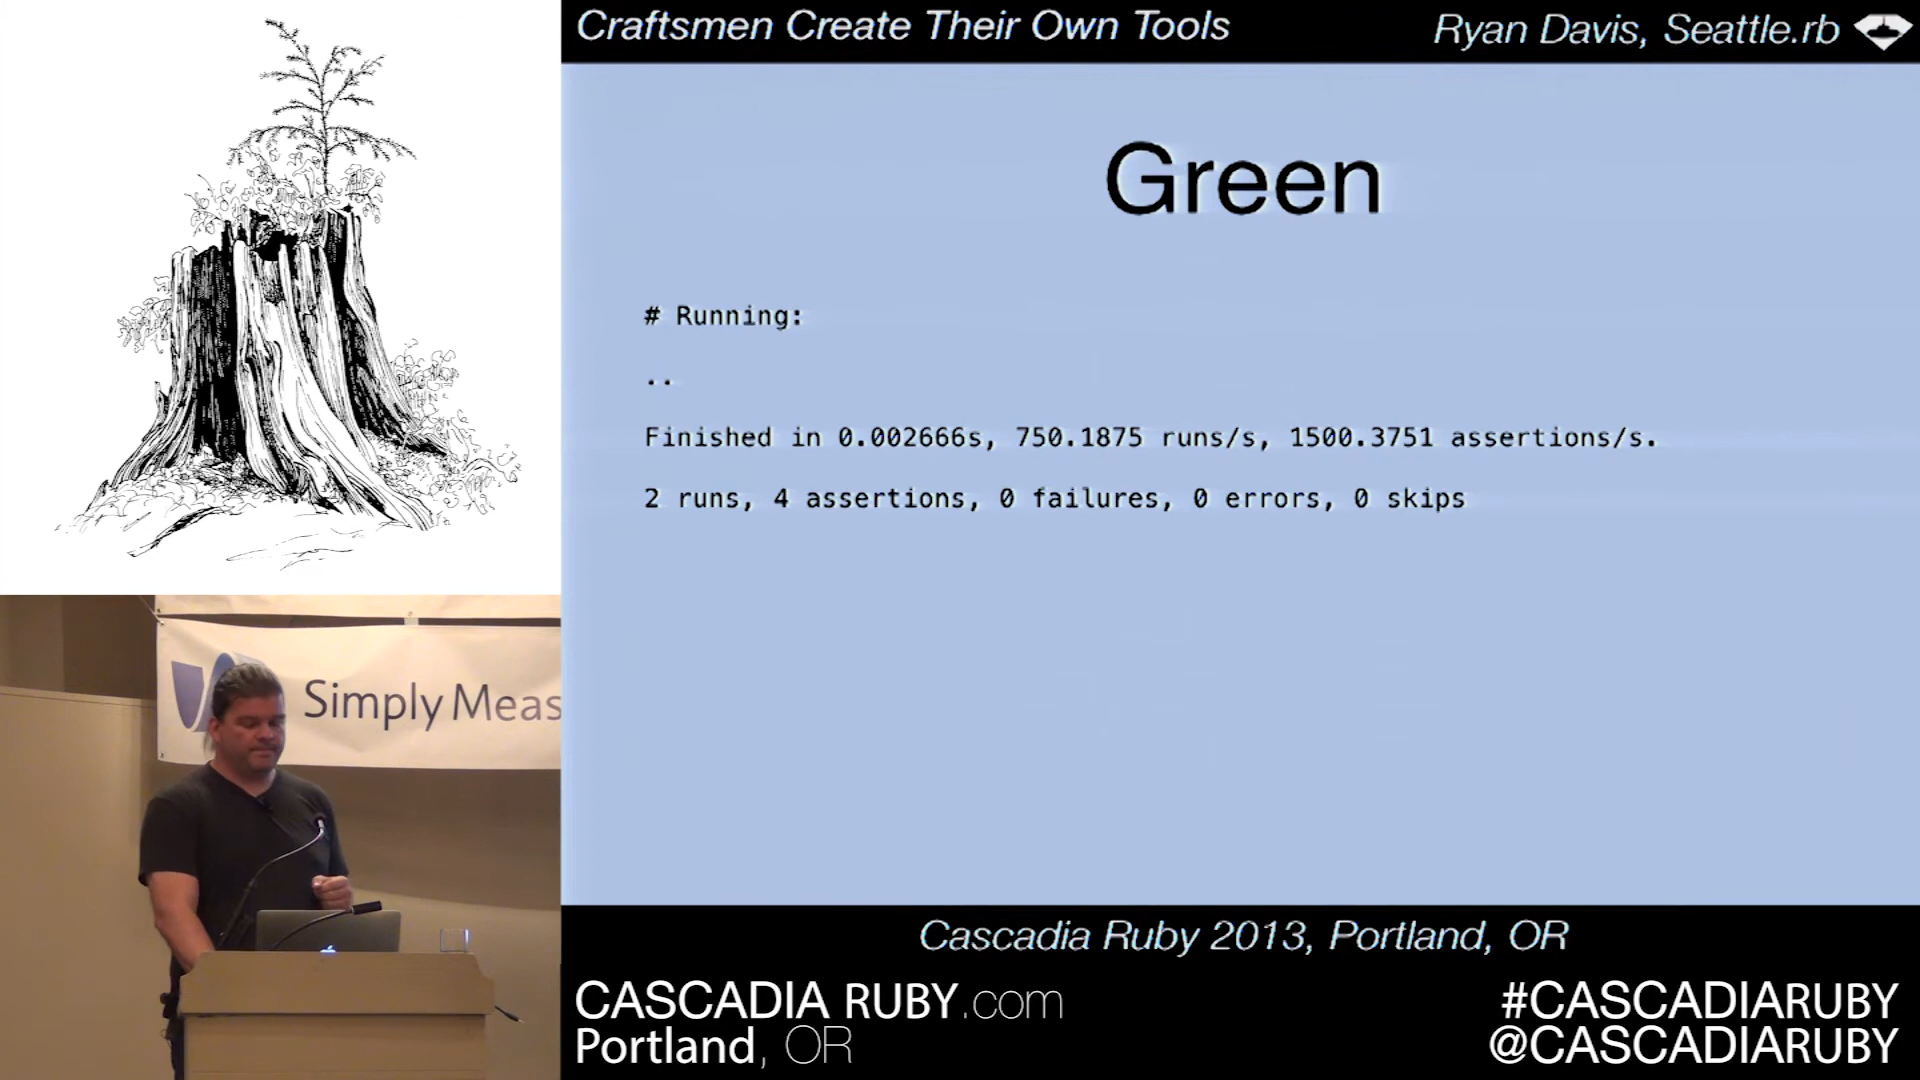 Craftsmen Create Their Own Tools
Ryan Davis, Seattle.rb
Green
# Running:
..
Finished in 0.002666s, 750.1875 runs/s, 1500.3751 assertions/s.
2 runs, 4 assertions, 0 failures, 0 errors, 0 skips
Simply Meas
Cascadia Ruby 2013, Portland, OR
CASCADIA RUBY.com
Portland, OR
#CASCADIARUBY
@CASCADIARUBY